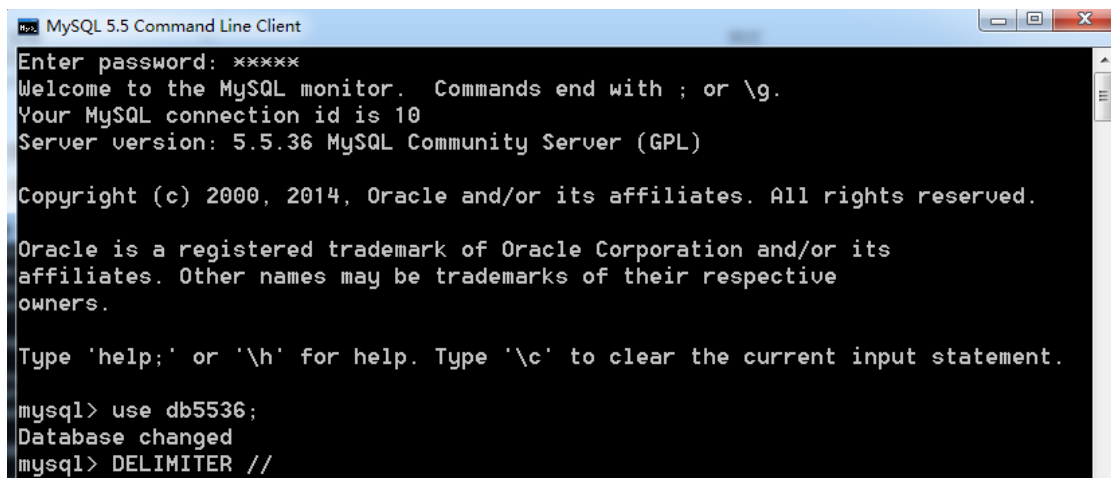 MySQL 5.5 Command Line Client
Enter password: *****
Welcome to the MySQL monitor.  Commands end with ; or \g.
Your MySQL connection id is 10
Server version: 5.5.36 MySQL Community Server (GPL)
Copyright (c) 2000, 2014, Oracle and/or its affiliates. All rights reserved.
Oracle is a registered trademark of Oracle Corporation and/or its
affiliates. Other names may be trademarks of their respective
owners.
Type 'help;' or '\h' for help. Type '\c' to clear the current input statement.
mysql> use db5536;
Database changed
mysql> DELIMITER //